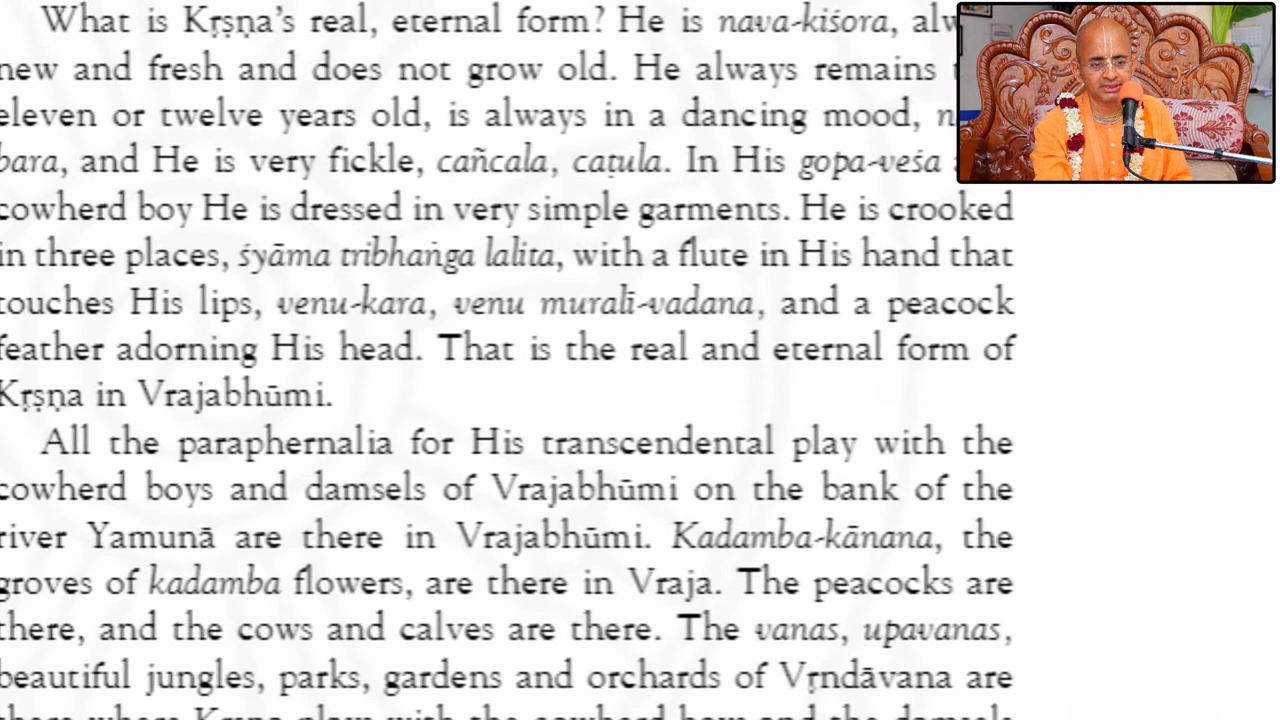 What is Kṛṣṇa’s real, eternal form? He is nava-kiśora,
new and fresh and does not grow old. He always remains
eleven or twelve years old, is always in a dancing mood,
bara, and He is very fickle, cañcala, caṭula. In His gopa-veśa
cowherd boy He is dressed in very simple garments. He is crooked
in three places, śyāma tribhaṅga lalita, with a flute in His hand that
touches His lips, venu-kara, venu muralī-vadana, and a peacock
feather adorning His head. That is the real and eternal form of
Kṛṣṇa in Vrajabhūmi.
All the paraphernalia for His transcendental play with the
cowherd boys and damsels of Vrajabhūmi on the bank of the
river Yamunā are there in Vrajabhūmi. Kadamba-kānana, the
groves of kadamba flowers, are there in Vraja. The peacocks are
there, and the cows and calves are there. The vanas, upavanas,
beautiful jungles, parks, gardens and orchards of Vṛndāvana are